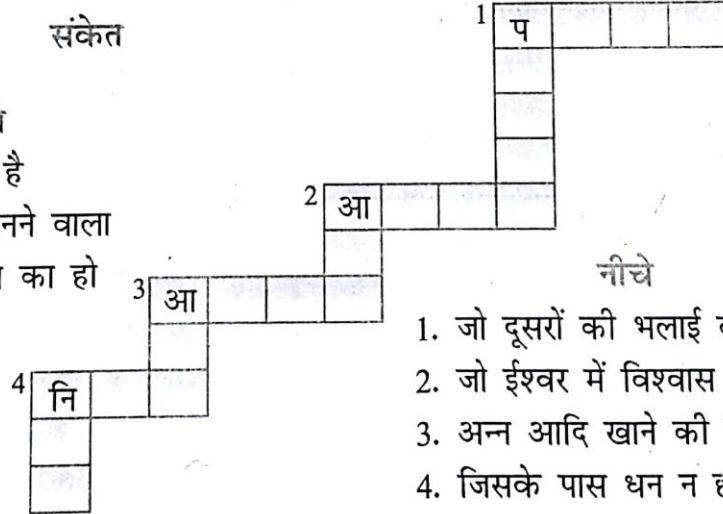 संकेत
1 प
है
नने वाला
2 आ
का हो
नीचे
3 आ
1. जो दूसरों की भलाई
2. जो ईश्वर में विश्वास
4 नि
3. अन्न आदि खाने की
4. जिसके पास धन न